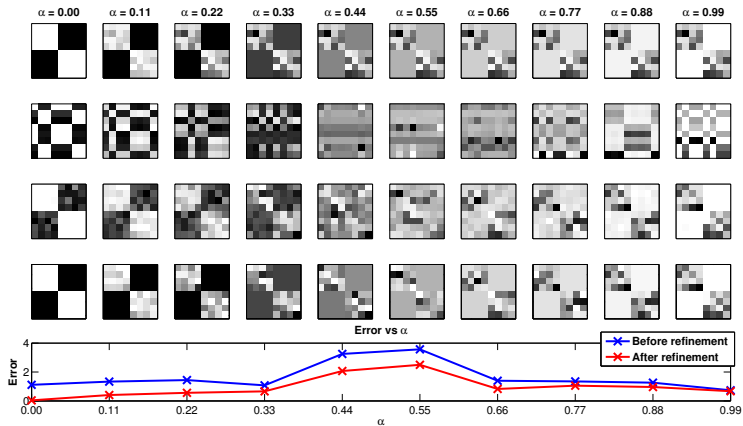 α = 0.00 α = 0.11 α = 0.22 α = 0.33 α = 0.44 α = 0.55 α = 0.66 α = 0.77 α = 0.88 α = 0.99
Error vs α
Before refinement
After refinement
Error
4
2
0
0.00 0.11 0.22 0.33 0.44 0.55 0.66 0.77 0.88 0.99
α